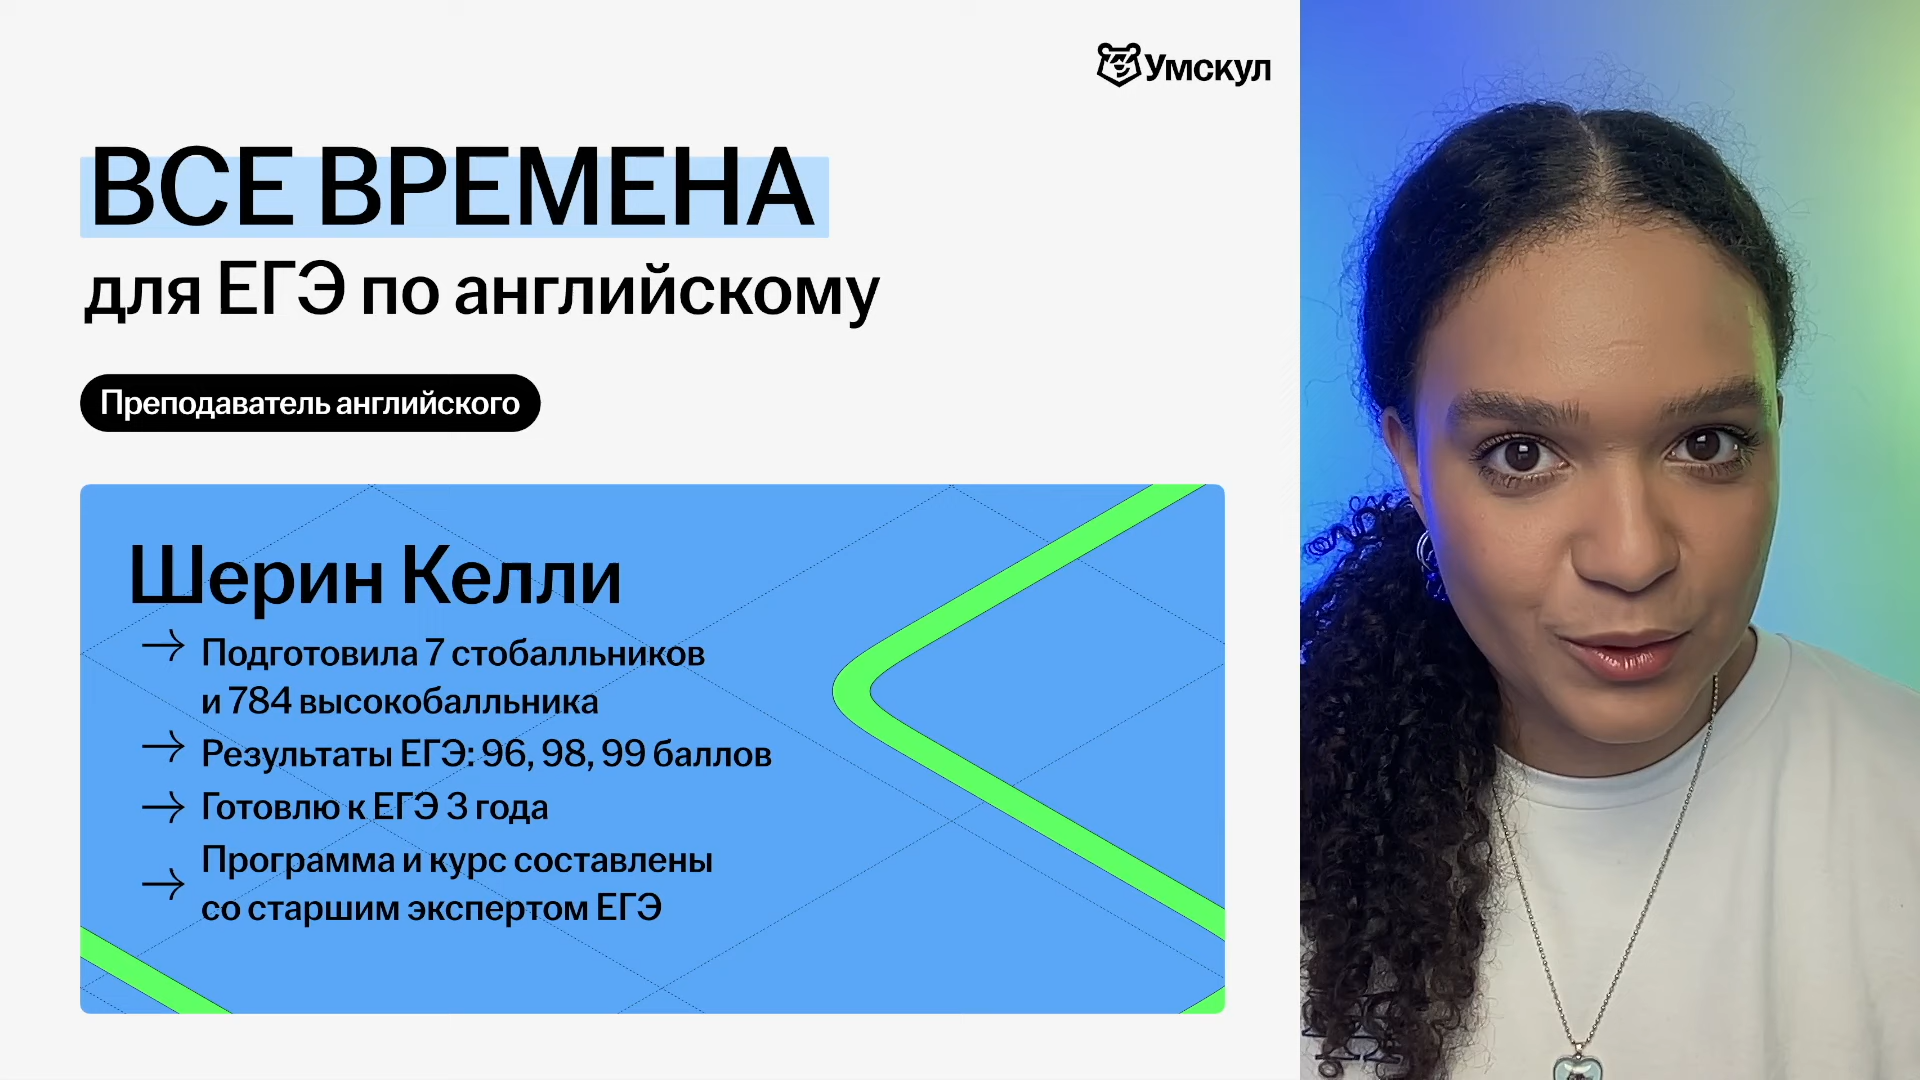 Умскул
ВСЕ ВРЕМЕНА
для ЕГЭ по английскому
Преподаватель английского
Шерин Келли
→ Подготовила 7 стобалльников
и 784 высокобалльника
→ Результаты ЕГЭ: 96, 98, 99 баллов
→ Готовлю к ЕГЭ 3 года
→ Программа и курс составлены
со старшим экспертом ЕГЭ